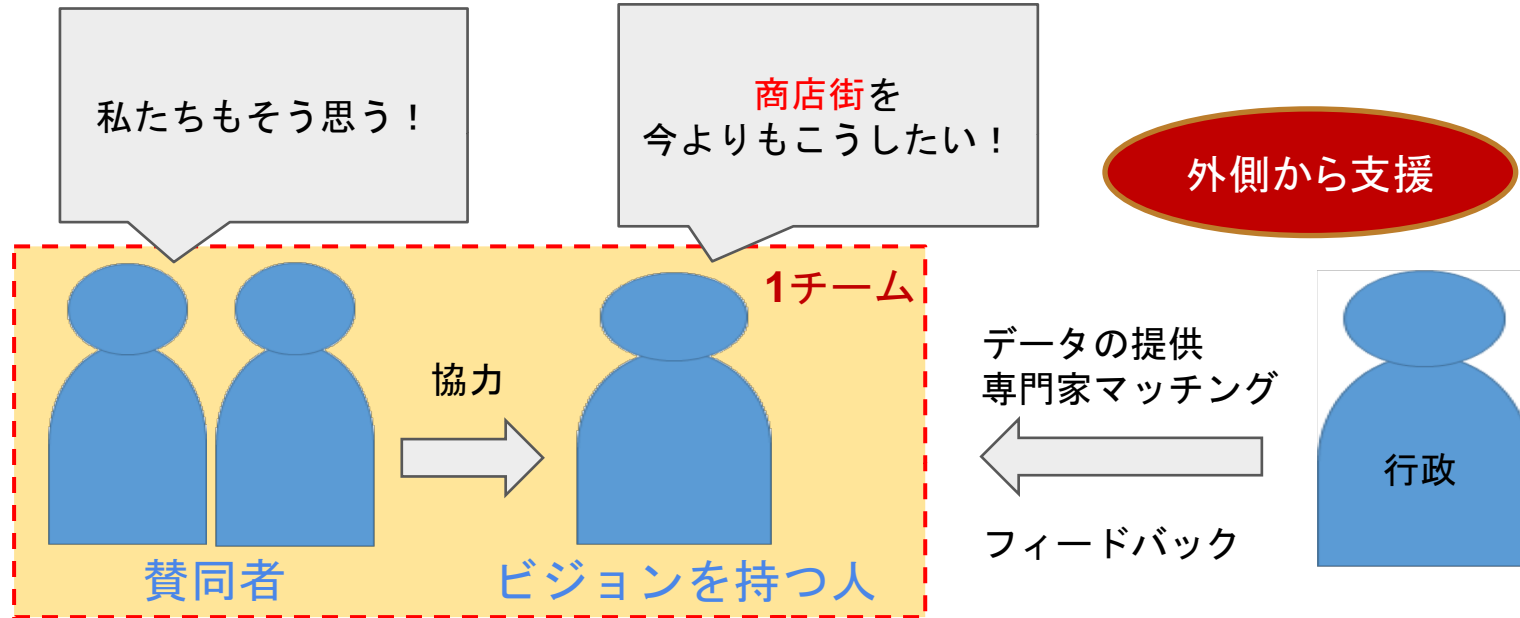 私たちもそう思う！
商店街を
今よりもこうしたい！
外側から支援
1チーム
協力
賛同者
ビジョンを持つ人
データの提供
専門家マッチング
フィードバック
行政